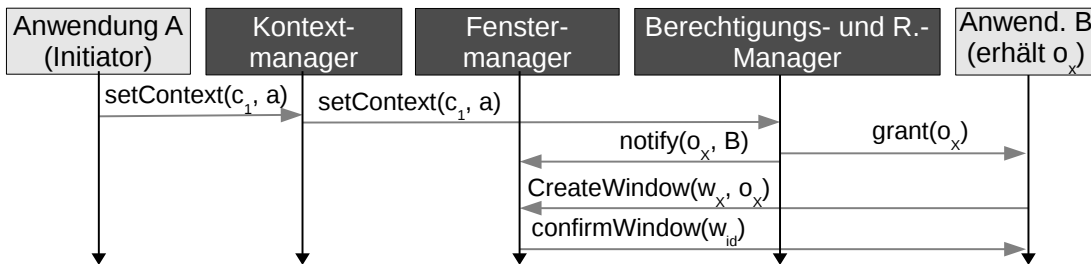 Anwendung A
(Initiator)
Kontext-
manager
Fenster-
manager
Berechtigungs- und R.-
Manager
Anwend. B
(erhält oₓ)
setContext(c₁, a)
setContext(c₁, a)
grant(oₓ)
notify(oₓ, B)
CreateWindow(wₓ, oₓ)
confirmWindow(w_id)